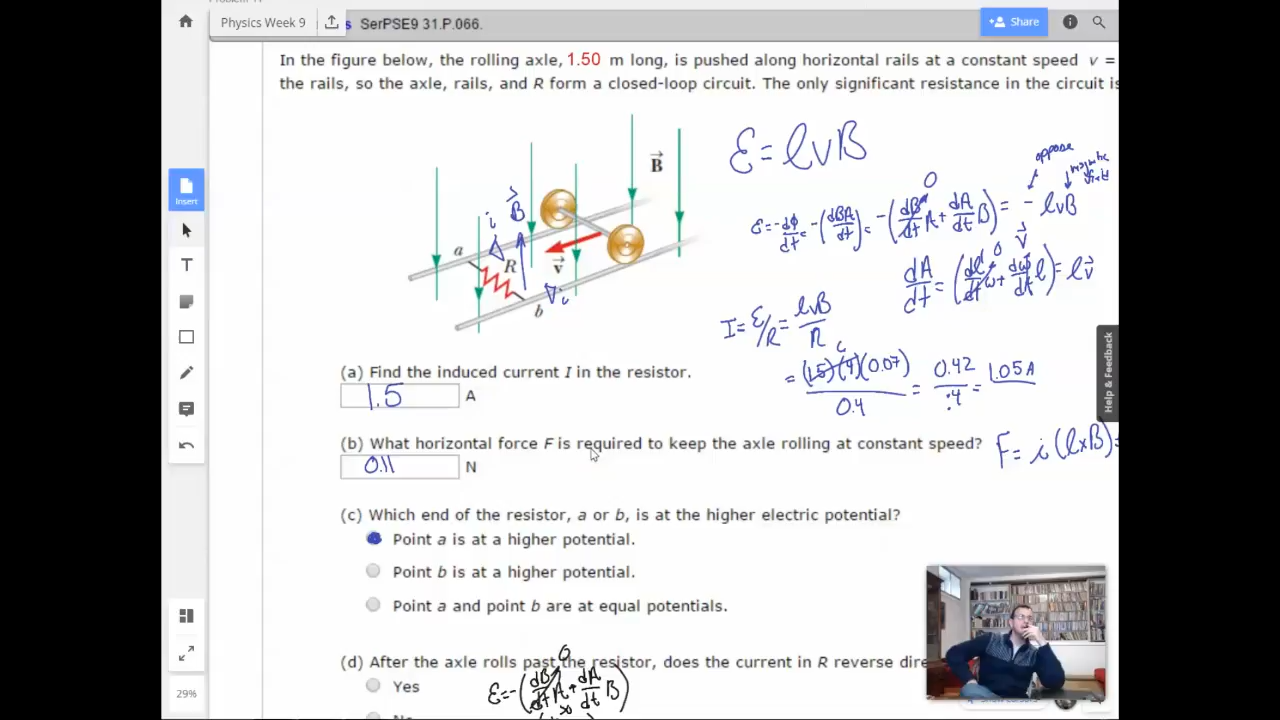 Physics Week 9
s SerPSE9 31.P.066.
Share
In the figure below, the rolling axle, 1.50 m long, is pushed along horizontal rails at a constant speed v =
the rails, so the axle, rails, and R form a closed-loop circuit. The only significant resistance in the circuit is
B
B
i
a
R
v
b
i
ε = lvB
oppose
magnetic
field
0
ε = -dΦ/dt = -(dBA/dt) = -(dB/dt A + dA/dt B) = - lvB
0 v
dA/dt = (dl/dt w + dw/dt l) = lv
I = ε/R = lvB/R
6
= (1.5)(4)(0.07)/0.4 = 0.42/.4 = 1.05A
F = i(l×B) =
(a) Find the induced current I in the resistor.
1.5 A
(b) What horizontal force F is required to keep the axle rolling at constant speed?
0.11 N
(c) Which end of the resistor, a or b, is at the higher electric potential?
Point a is at a higher potential.
Point b is at a higher potential.
Point a and point b are at equal potentials.
(d) After the axle rolls past the resistor, does the current in R reverse dire
Yes
0
ε = -(dB/dt A + dA/dt B)
Insert
T
29%
Help & Feedback